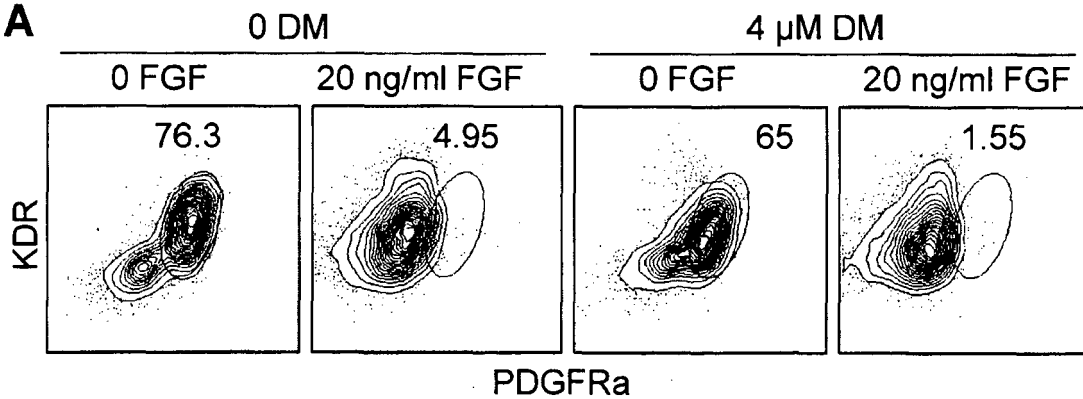 A
0 DM 4 µM DM
0 FGF 20 ng/ml FGF 0 FGF 20 ng/ml FGF
76.3 4.95 65 1.55
KDR
PDGFRa